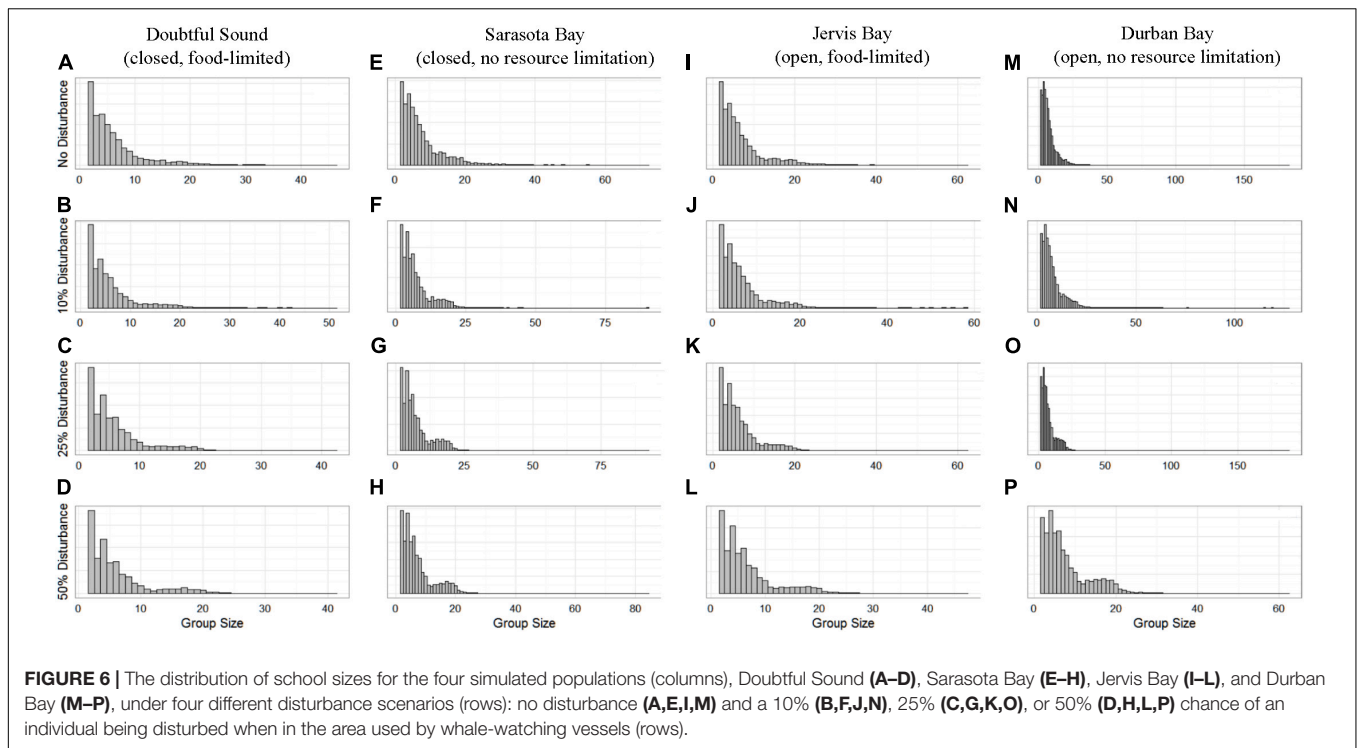 Doubtful Sound Sarasota Bay Jervis Bay Durban Bay
(closed, food-limited) (closed, no resource limitation) (open, food-limited) (open, no resource limitation)
A E I M
No Disturbance
0 10 20 30 40 0 20 40 60 0 20 40 60 0 50 100 150
B F J N
10% Disturbance
0 10 20 30 40 50 0 25 50 75 0 20 40 60 0 50 100
C G K O
25% Disturbance
0 10 20 30 40 0 25 50 75 0 20 40 60 0 50 100 150
D H L P
50% Disturbance
0 10 20 30 40 0 20 40 60 80 0 10 20 30 40 0 20 40 60
Group Size Group Size Group Size Group Size
FIGURE 6 | The distribution of school sizes for the four simulated populations (columns), Doubtful Sound (A–D), Sarasota Bay (E–H), Jervis Bay (I–L), and Durban
Bay (M–P), under four different disturbance scenarios (rows): no disturbance (A,E,I,M) and a 10% (B,F,J,N), 25% (C,G,K,O), or 50% (D,H,L,P) chance of an
individual being disturbed when in the area used by whale-watching vessels (rows).